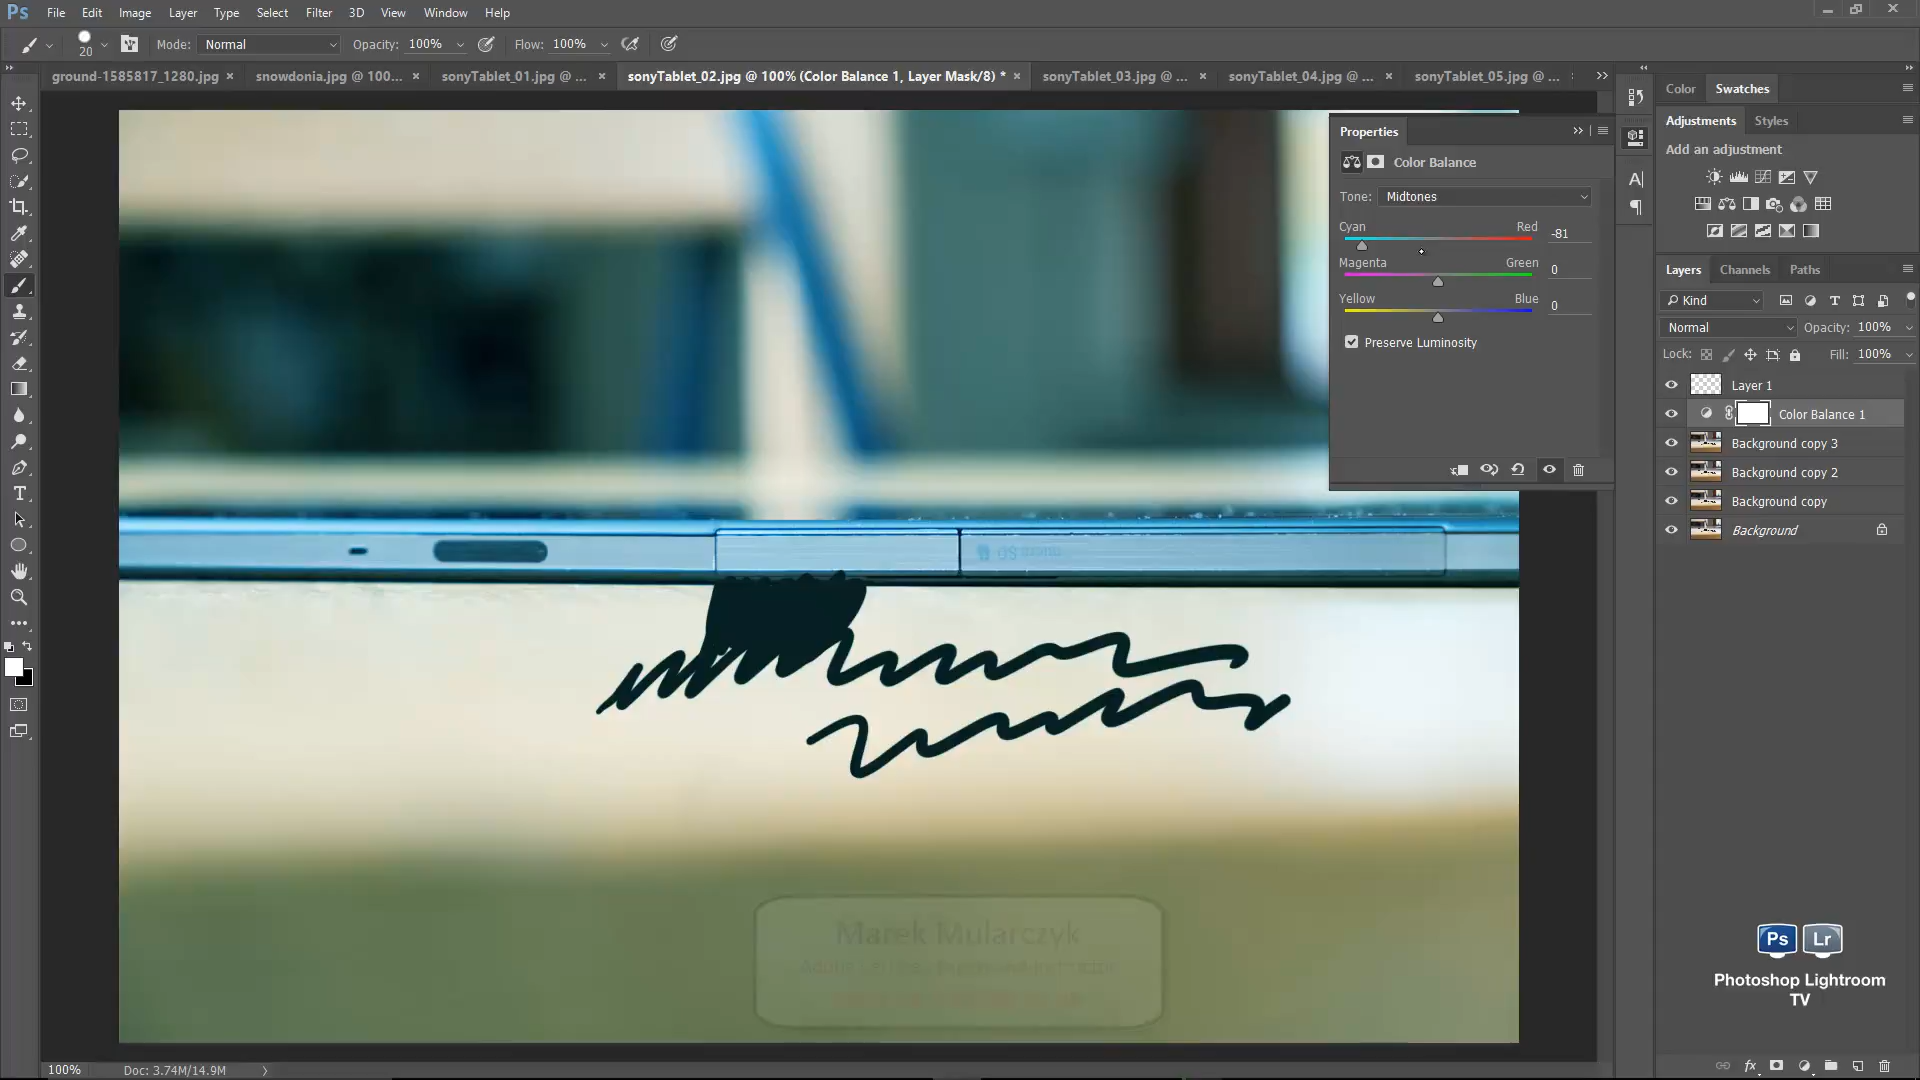 Ps File Edit Image Layer Type Select Filter 3D View Window Help
20 Mode: Normal Opacity: 100% Flow: 100%
ground-1585817_1280.jpg × snowdonia.jpg @ 100... × sonyTablet_01.jpg @ ... × sonyTablet_02.jpg @ 100% (Color Balance 1, Layer Mask/8) * × sonyTablet_03.jpg @ ... × sonyTablet_04.jpg @ ... × sonyTablet_05.jpg @ ...
Properties
Color Balance
Tone: Midtones
Cyan Red -81
Magenta Green 0
Yellow Blue 0
Preserve Luminosity
Color Swatches
Adjustments Styles
Add an adjustment
Layers Channels Paths
Kind
Normal Opacity: 100%
Lock: Fill: 100%
Layer 1
Color Balance 1
Background copy 3
Background copy 2
Background copy
Background
Marek Mularczyk
Ps Lr
Photoshop Lightroom
TV
100% Doc: 3.74M/14.9M